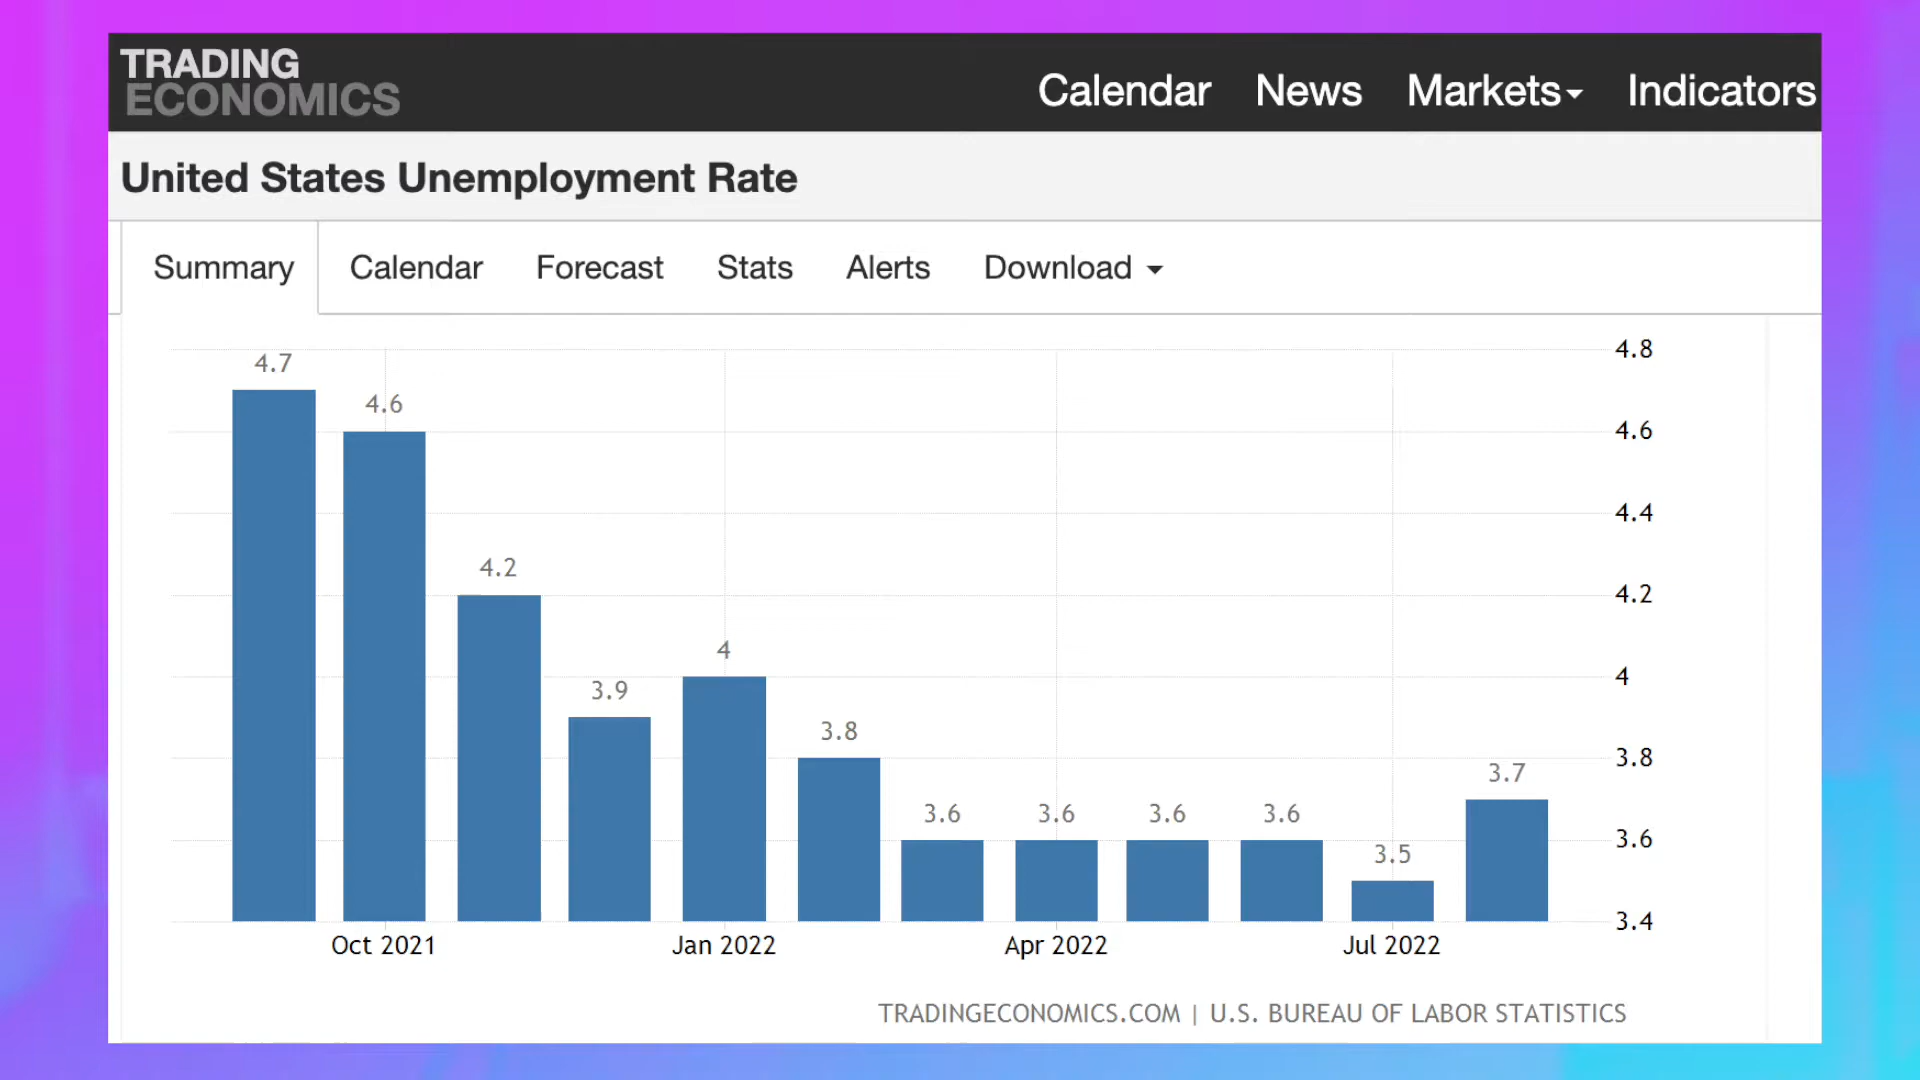 TRADING
ECONOMICS
Calendar News Markets Indicators
United States Unemployment Rate
Summary Calendar Forecast Stats Alerts Download
4.7
4.6
4.2
3.9
4
3.8
3.6
3.6
3.6
3.6
3.5
3.7
4.8
4.6
4.4
4.2
4
3.8
3.6
3.4
Oct 2021 Jan 2022 Apr 2022 Jul 2022
TRADINGECONOMICS.COM | U.S. BUREAU OF LABOR STATISTICS